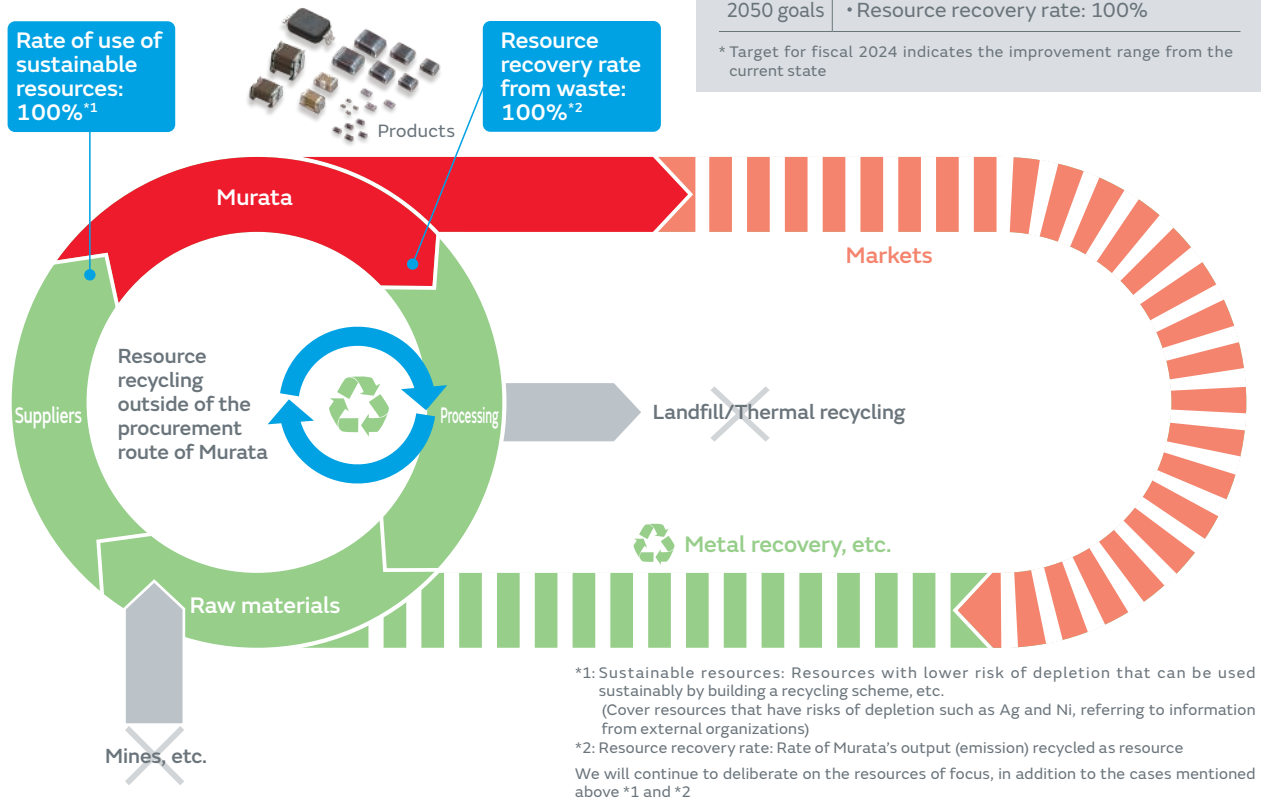 2050 goals • Resource recovery rate: 100%
* Target for fiscal 2024 indicates the improvement range from the
current state
Rate of use of
sustainable
resources:
100%*1
Resource
recovery rate
from waste:
100%*2
Products
Murata
Markets
Resource
recycling
outside of the
procurement
route of Murata
Suppliers
Processing
Landfill/Thermal recycling
Metal recovery, etc.
Raw materials
Mines, etc.
*1: Sustainable resources: Resources with lower risk of depletion that can be used
sustainably by building a recycling scheme, etc.
(Cover resources that have risks of depletion such as Ag and Ni, referring to information
from external organizations)
*2: Resource recovery rate: Rate of Murata's output (emission) recycled as resource
We will continue to deliberate on the resources of focus, in addition to the cases mentioned
above *1 and *2